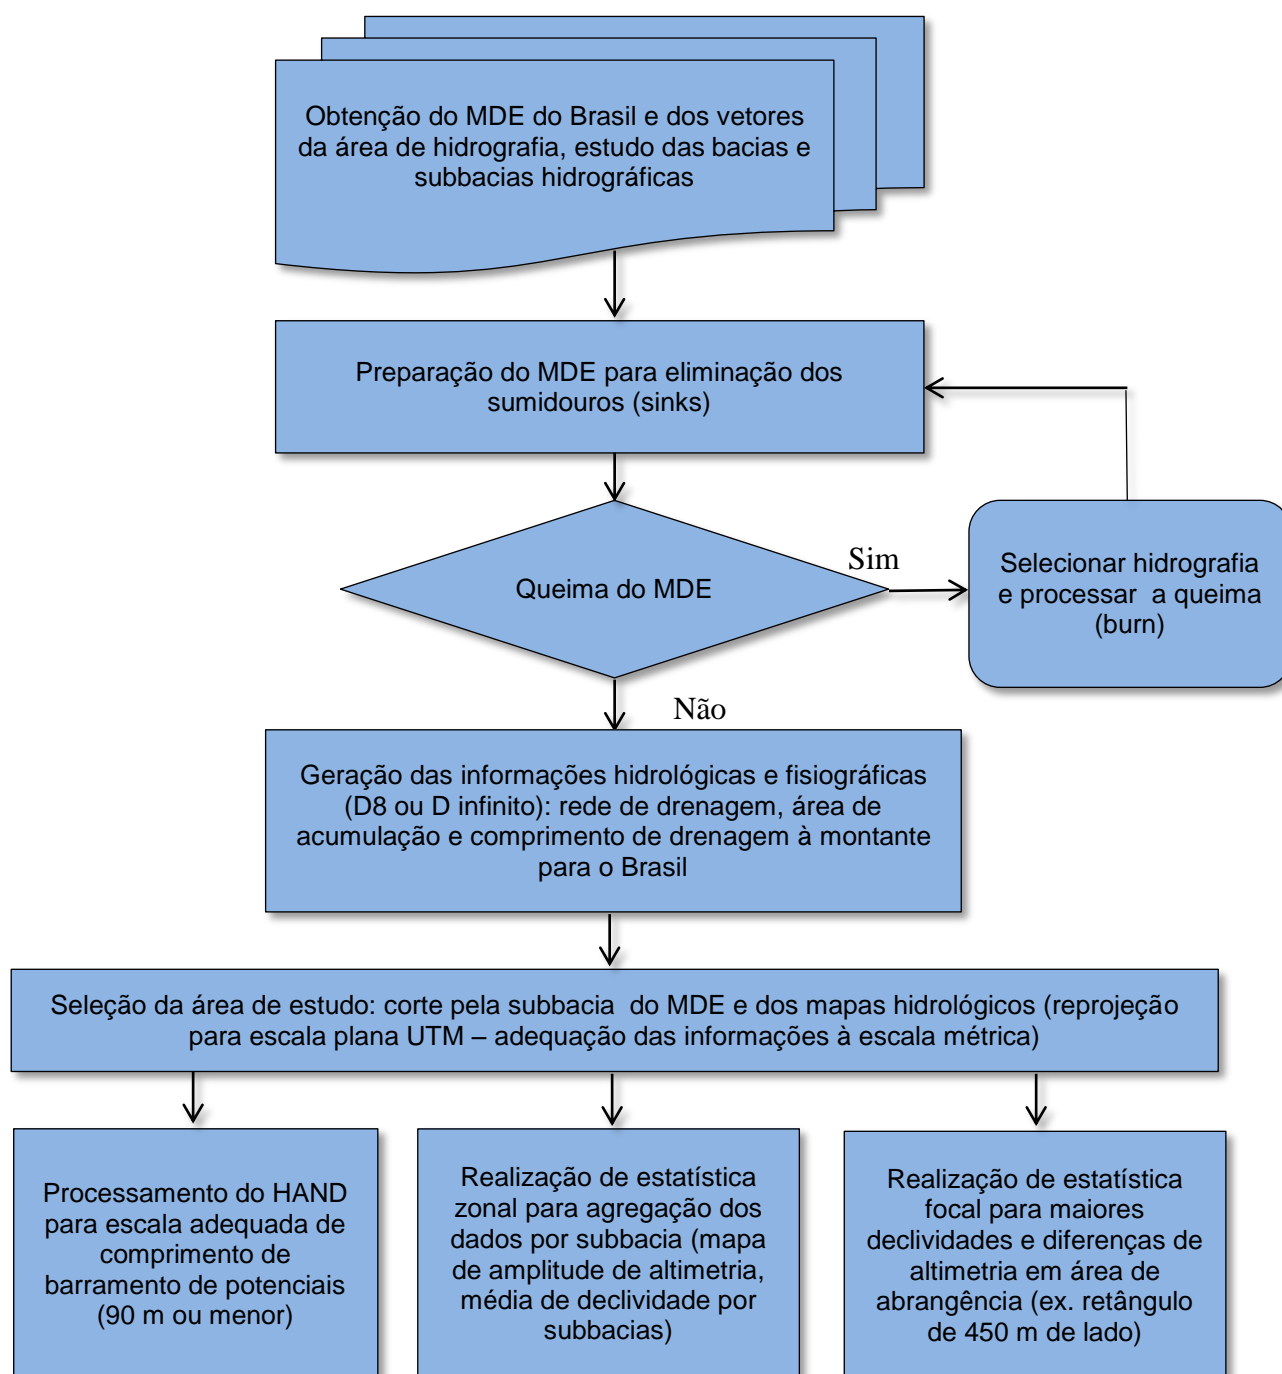 Obtenção do MDE do Brasil e dos vetores
da área de hidrografia, estudo das bacias e
subbacias hidrográficas
Preparação do MDE para eliminação dos
sumidouros (sinks)
Queima do MDE
Sim
Selecionar hidrografia
e processar a queima
(burn)
Não
Geração das informações hidrológicas e fisiográficas
(D8 ou D infinito): rede de drenagem, área de
acumulação e comprimento de drenagem à montante
para o Brasil
Seleção da área de estudo: corte pela subbacia do MDE e dos mapas hidrológicos (reprojeção
para escala plana UTM – adequação das informações à escala métrica)
Processamento do HAND
para escala adequada de
comprimento de
barramento de potenciais
(90 m ou menor)
Realização de estatística
zonal para agregação dos
dados por subbacia (mapa
de amplitude de altimetria,
média de declividade por
subbacias)
Realização de estatística
focal para maiores
declividades e diferenças de
altimetria em área de
abrangência (ex. retângulo
de 450 m de lado)